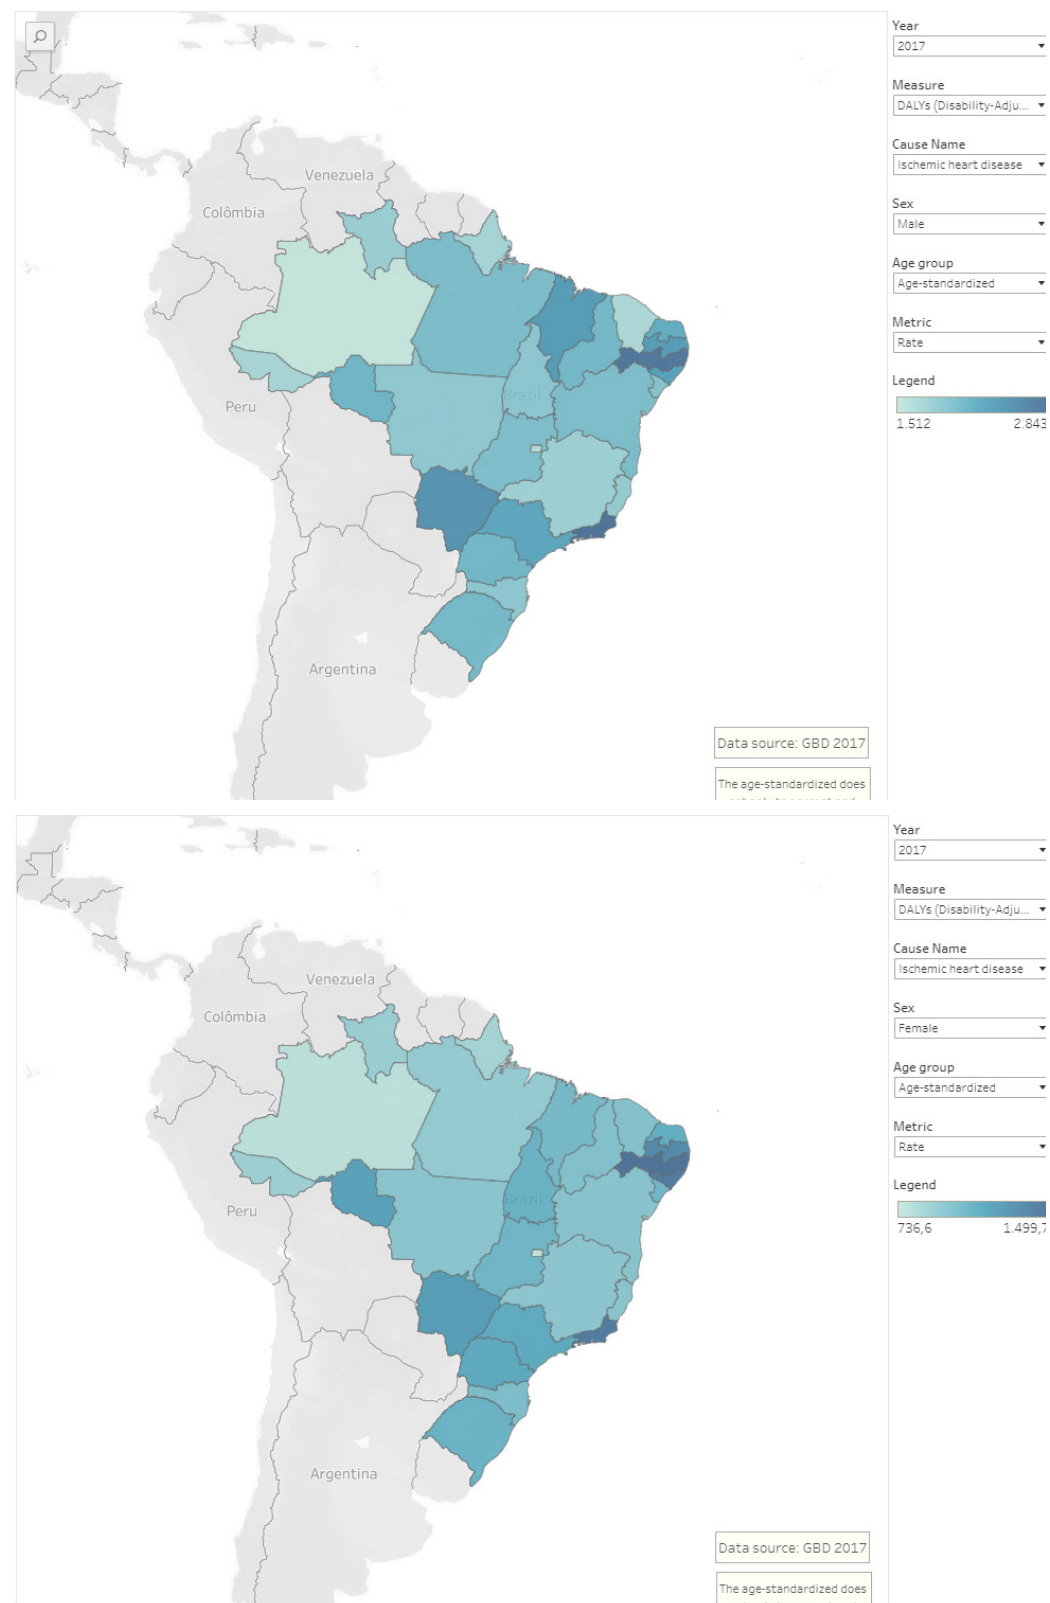 Year
2017
Measure
DALYs (Disability-Adju...
Cause Name
Ischemic heart disease
Sex
Male
Age group
Age-standardized
Metric
Rate
Legend
1.512 2.843
Venezuela
Colômbia
Brazil
Peru
Argentina
Data source: GBD 2017
The age-standardized does
Year
2017
Measure
DALYs (Disability-Adju...
Cause Name
Ischemic heart disease
Sex
Female
Age group
Age-standardized
Metric
Rate
Legend
736,6 1.499,7
Venezuela
Colômbia
Brazil
Peru
Argentina
Data source: GBD 2017
The age-standardized does